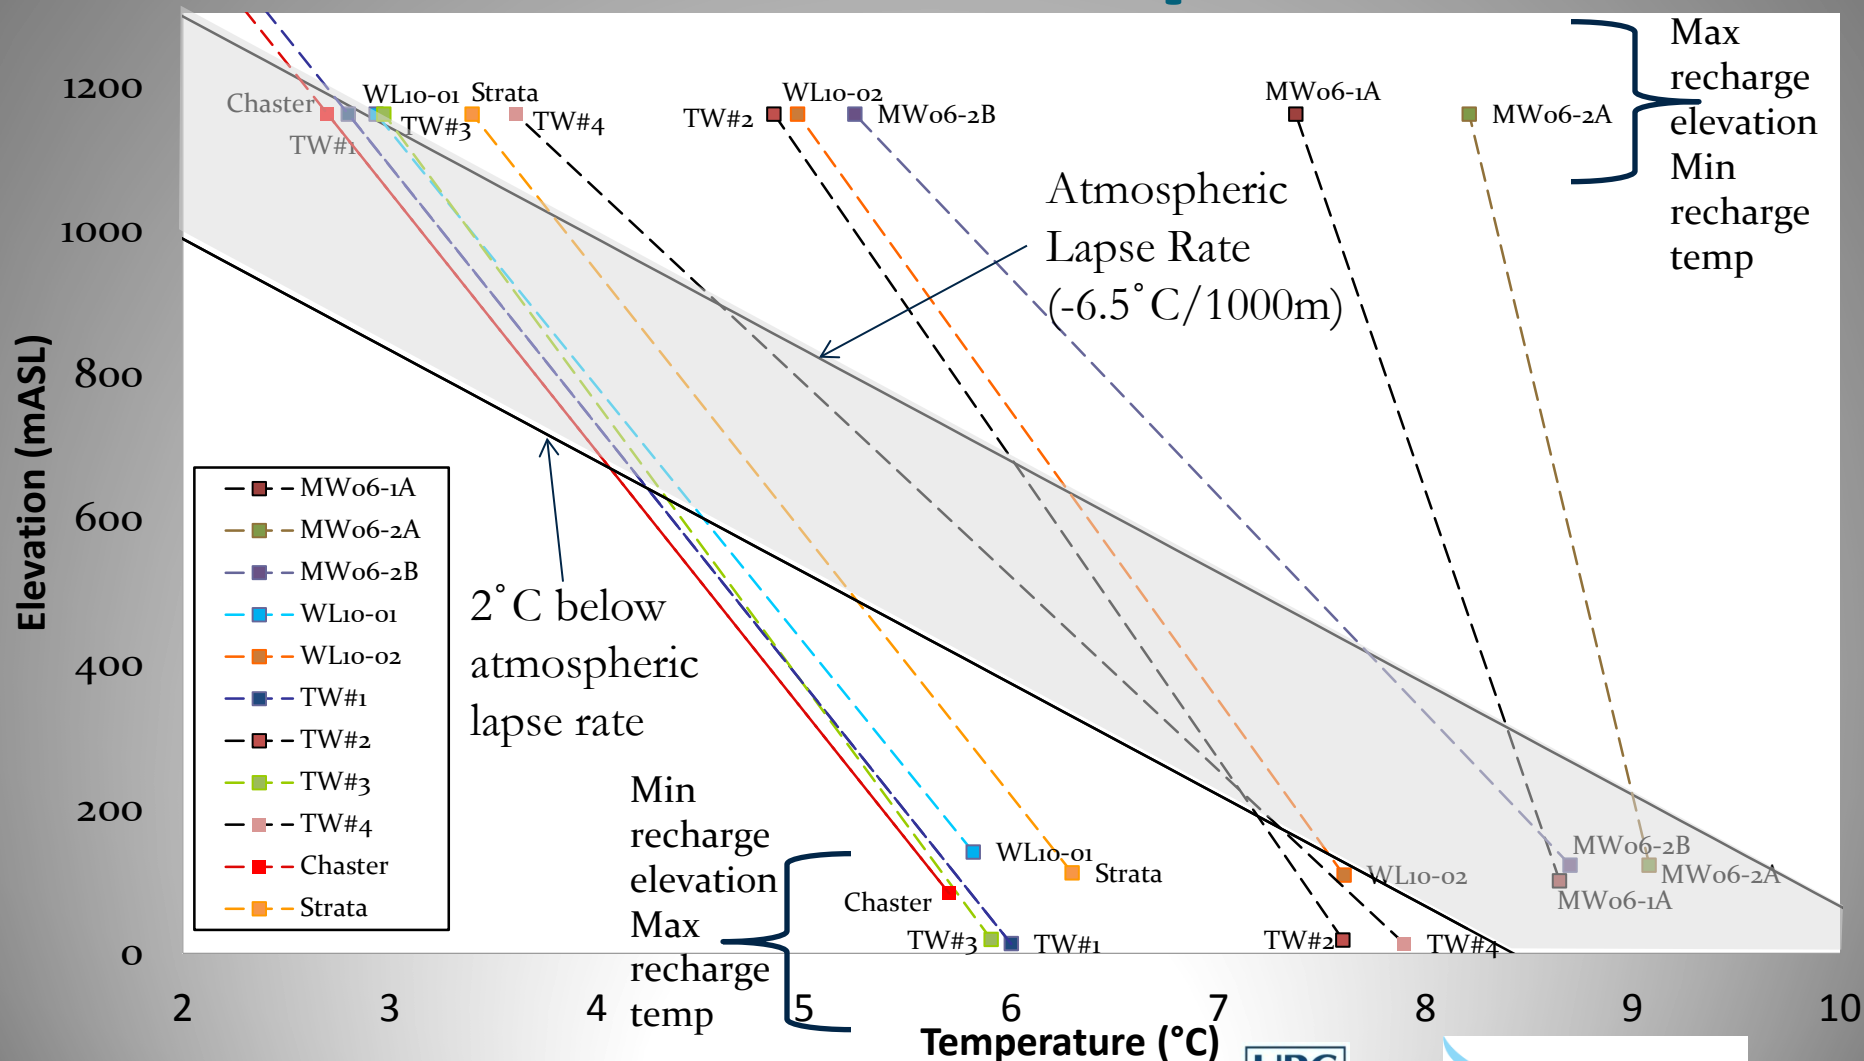 Max
recharge
elevation
Min
recharge
temp
1200
1000
800
600
400
200
0
Elevation (mASL)
Chaster
TW#1
WL10-01
TW#3
Strata
TW#4
TW#2
WL10-02
MW06-2B
MW06-1A
MW06-2A
Atmospheric
Lapse Rate
(-6.5˚C/1000m)
2˚C below
atmospheric
lapse rate
MW06-1A
MW06-2A
MW06-2B
WL10-01
WL10-02
TW#1
TW#2
TW#3
TW#4
Chaster
Strata
Min
recharge
elevation
Max
recharge
temp
WL10-01
Strata
Chaster
TW#3
TW#1
TW#2
TW#4
WL10-02
MW06-2B
MW06-2A
MW06-1A
2 3 4 5 6 7 8 9 10
Temperature (°C)